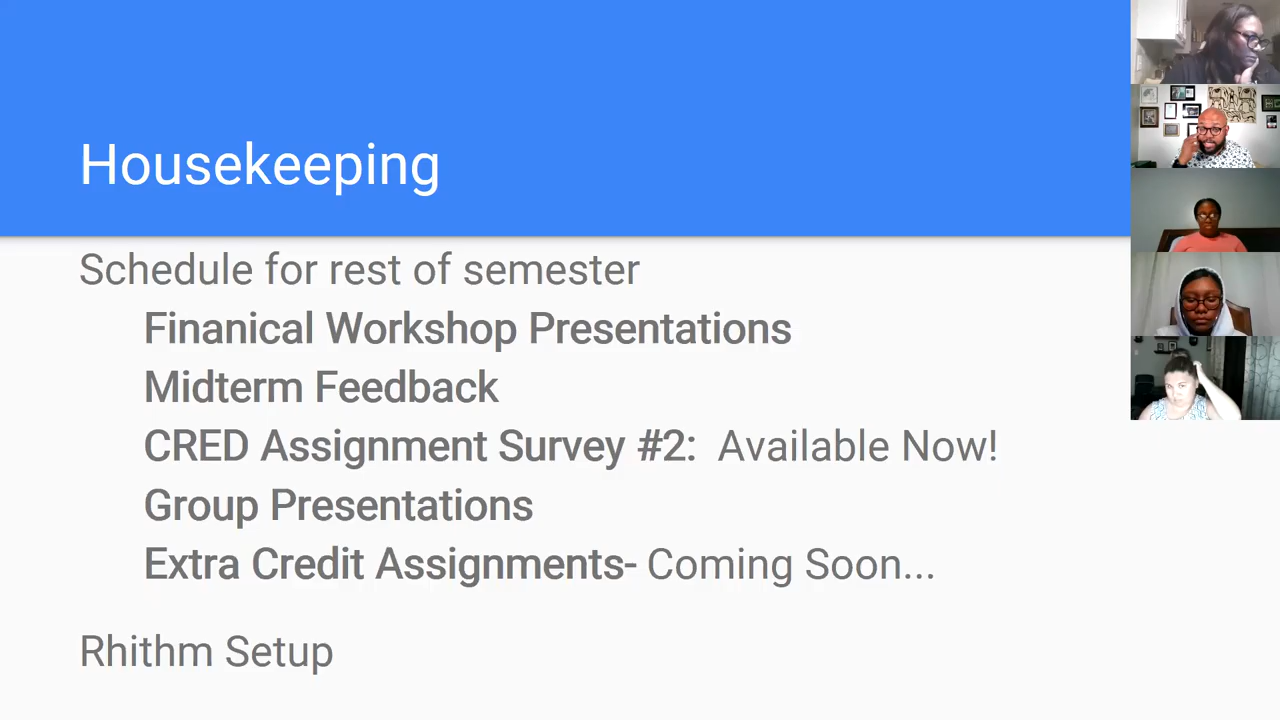 Housekeeping
Schedule for rest of semester
Finanical Workshop Presentations
Midterm Feedback
CRED Assignment Survey #2: Available Now!
Group Presentations
Extra Credit Assignments- Coming Soon...
Rhithm Setup